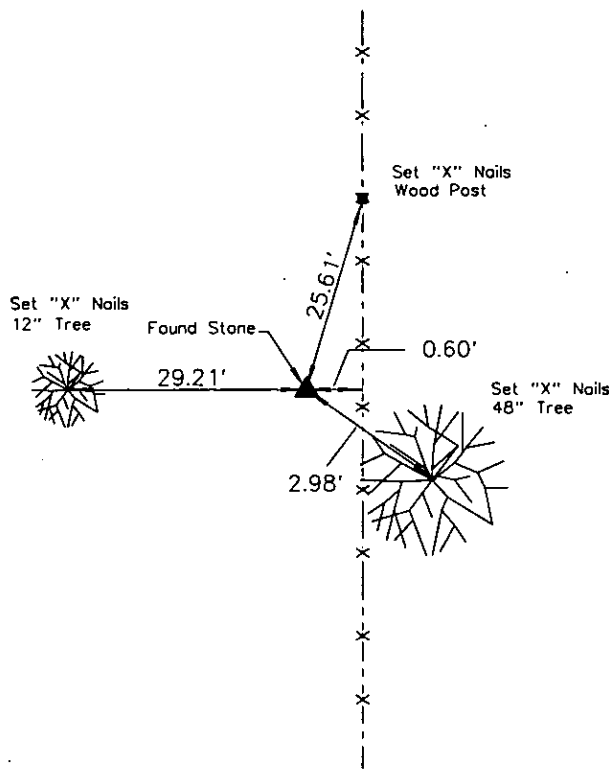 Set "X" Nails
Wood Post
25.61'
Set "X" Nails
12" Tree
Found Stone
0.60'
29.21'
Set "X" Nails
48" Tree
2.98'